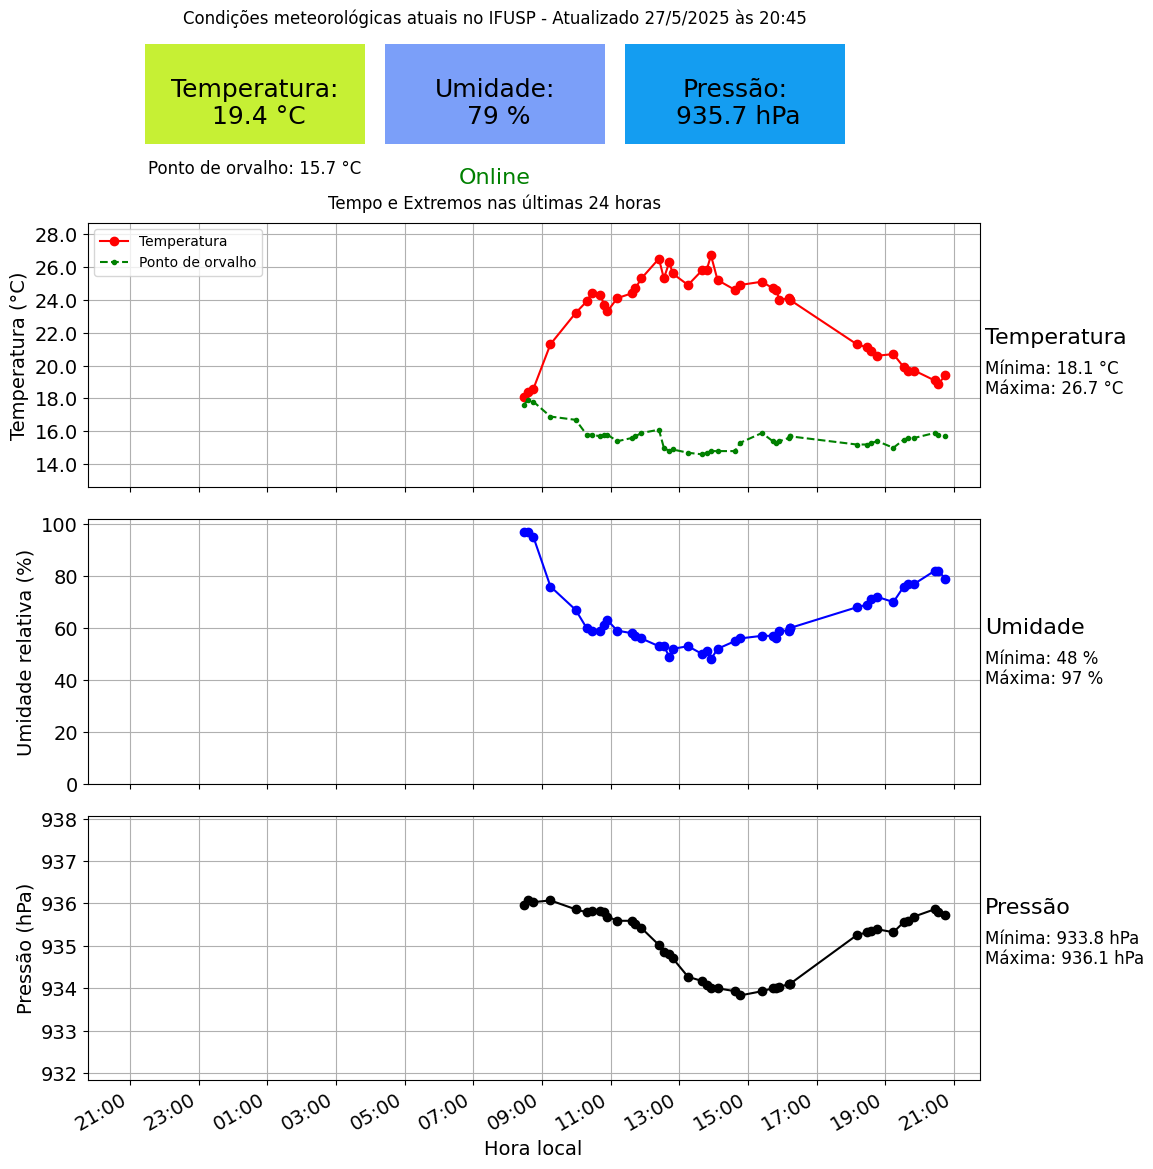 Condições meteorológicas atuais no IFUSP - Atualizado 27/5/2025 às 20:45
Temperatura:
19.4 °C
Umidade:
79 %
Pressão:
935.7 hPa
Ponto de orvalho: 15.7 °C
Online
Tempo e Extremos nas últimas 24 horas
Temperatura (°C)
28.0
26.0
24.0
22.0
20.0
18.0
16.0
14.0
Temperatura
Ponto de orvalho
Temperatura
Mínima: 18.1 °C
Máxima: 26.7 °C
Umidade relativa (%)
100
80
60
40
20
0
Umidade
Mínima: 48 %
Máxima: 97 %
Pressão (hPa)
938
937
936
935
934
933
932
Pressão
Mínima: 933.8 hPa
Máxima: 936.1 hPa
21:00 23:00 01:00 03:00 05:00 07:00 09:00 11:00 13:00 15:00 17:00 19:00 21:00
Hora local